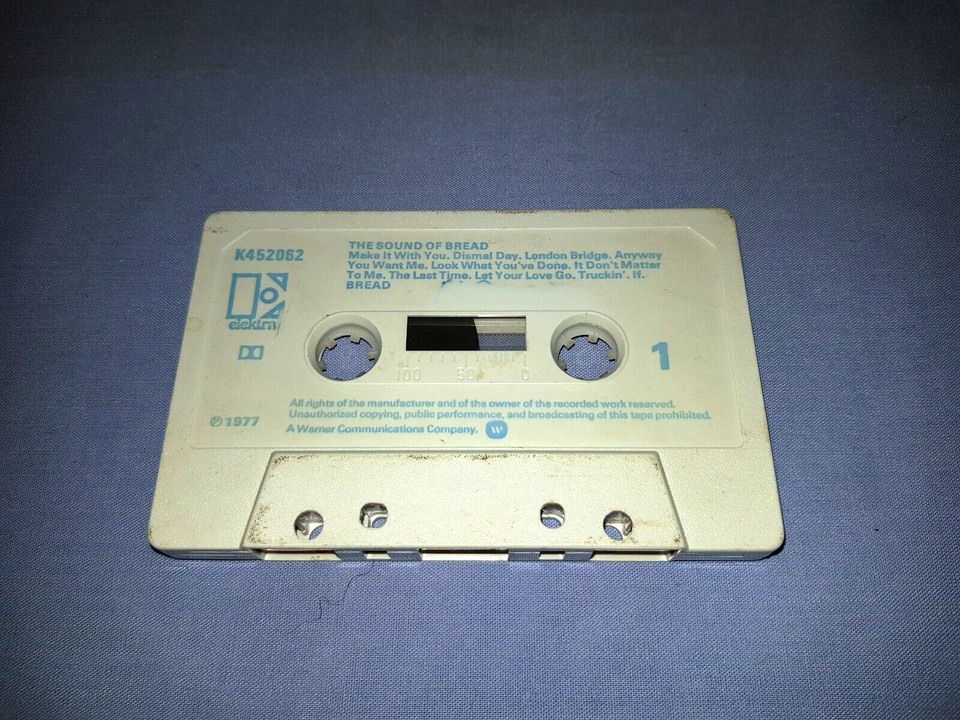 K452062
THE SOUND OF BREAD
Make It With You. Dismal Day. London Bridge. Anyway
You Want Me. Look What You've Done. It Don't Matter
To Me. The Last Time. Let Your Love Go. Truckin'. If.
BREAD
elektra
100 50 0
1
All rights of the manufacturer and of the owner of the recorded work reserved.
Unauthorized copying, public performance, and broadcasting of this tape prohibited.
℗ 1977
A Warner Communications Company.